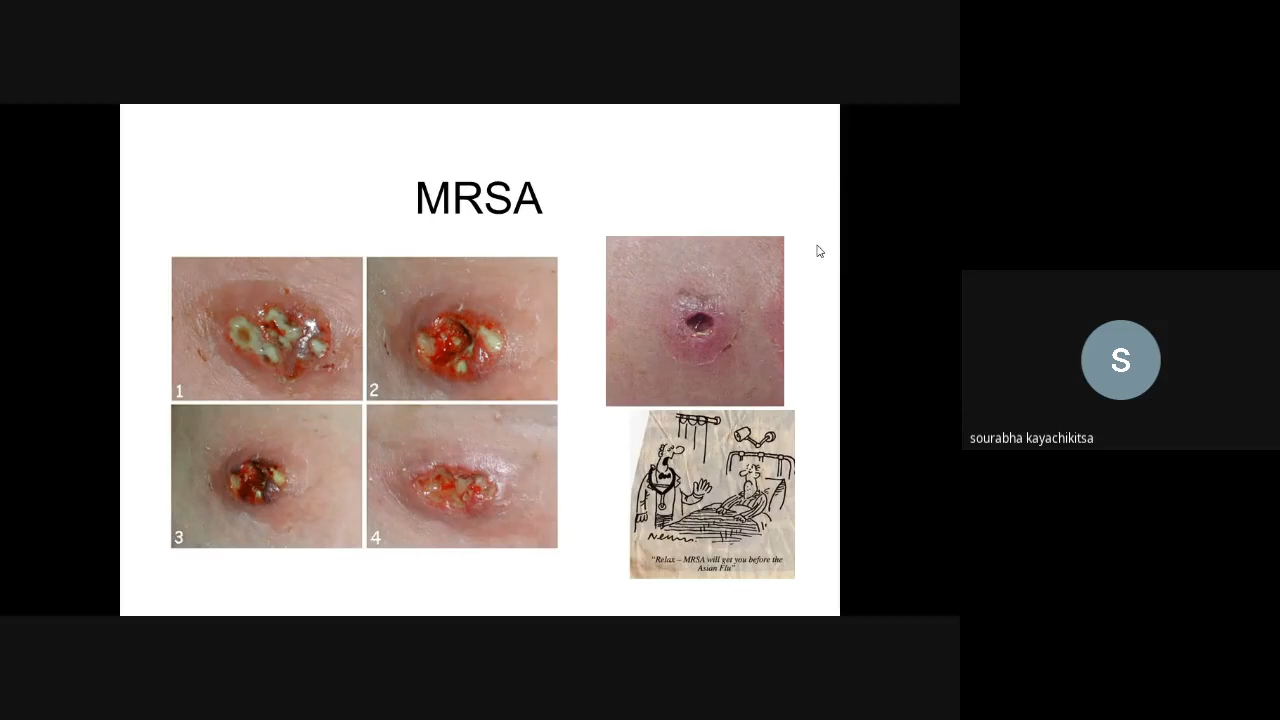 MRSA
1
2
3
4
"Relax – MRSA will get you before the
Asian Flu"
S
sourabha kayachikitsa